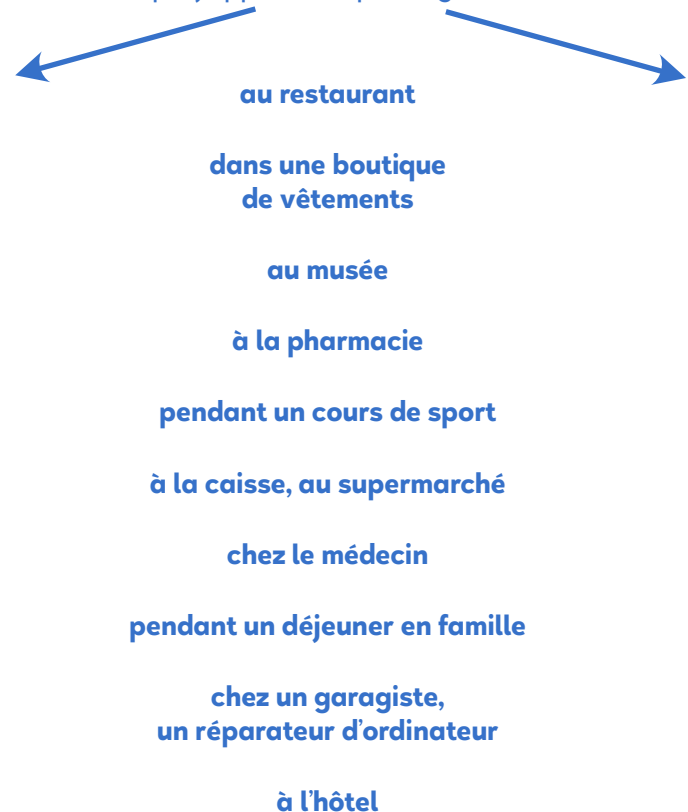 au restaurant
dans une boutique
de vêtements
au musée
à la pharmacie
pendant un cours de sport
à la caisse, au supermarché
chez le médecin
pendant un déjeuner en famille
chez un garagiste,
un réparateur d'ordinateur
à l'hôtel